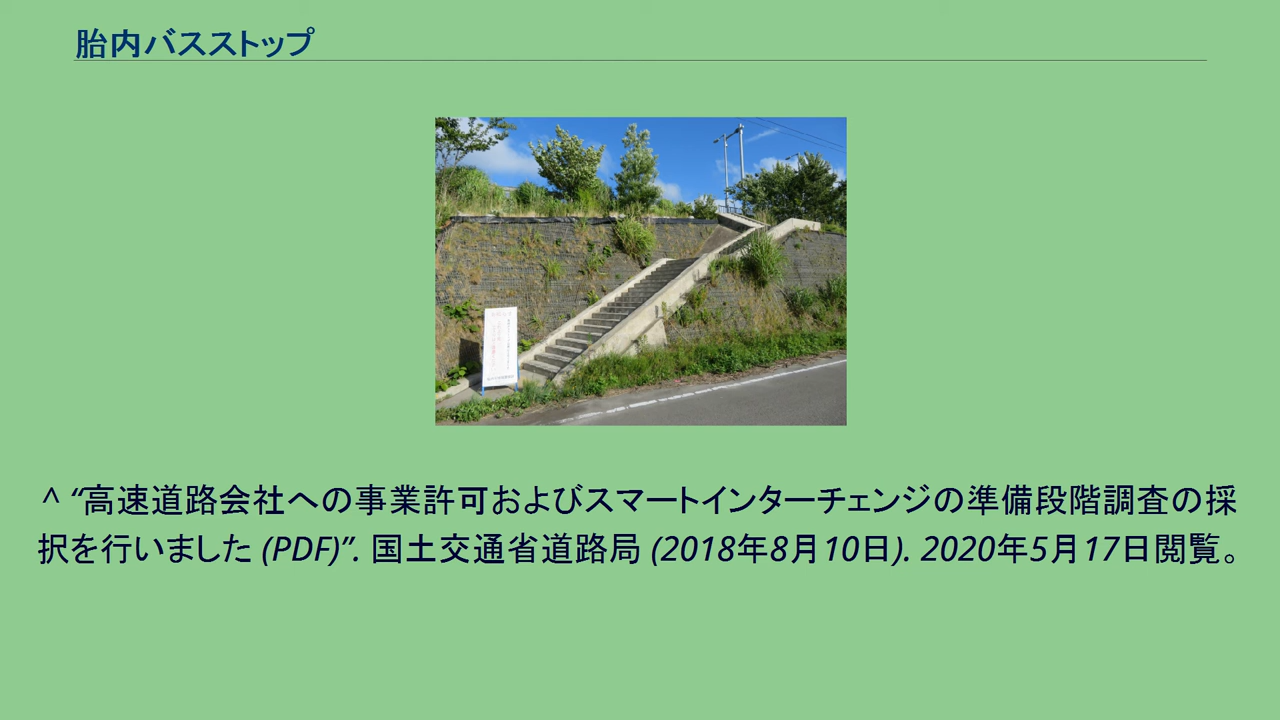 胎内バスストップ
^ “高速道路会社への事業許可およびスマートインターチェンジの準備段階調査の採
択を行いました (PDF)”. 国土交通省道路局 (2018年8月10日). 2020年5月17日閲覧。